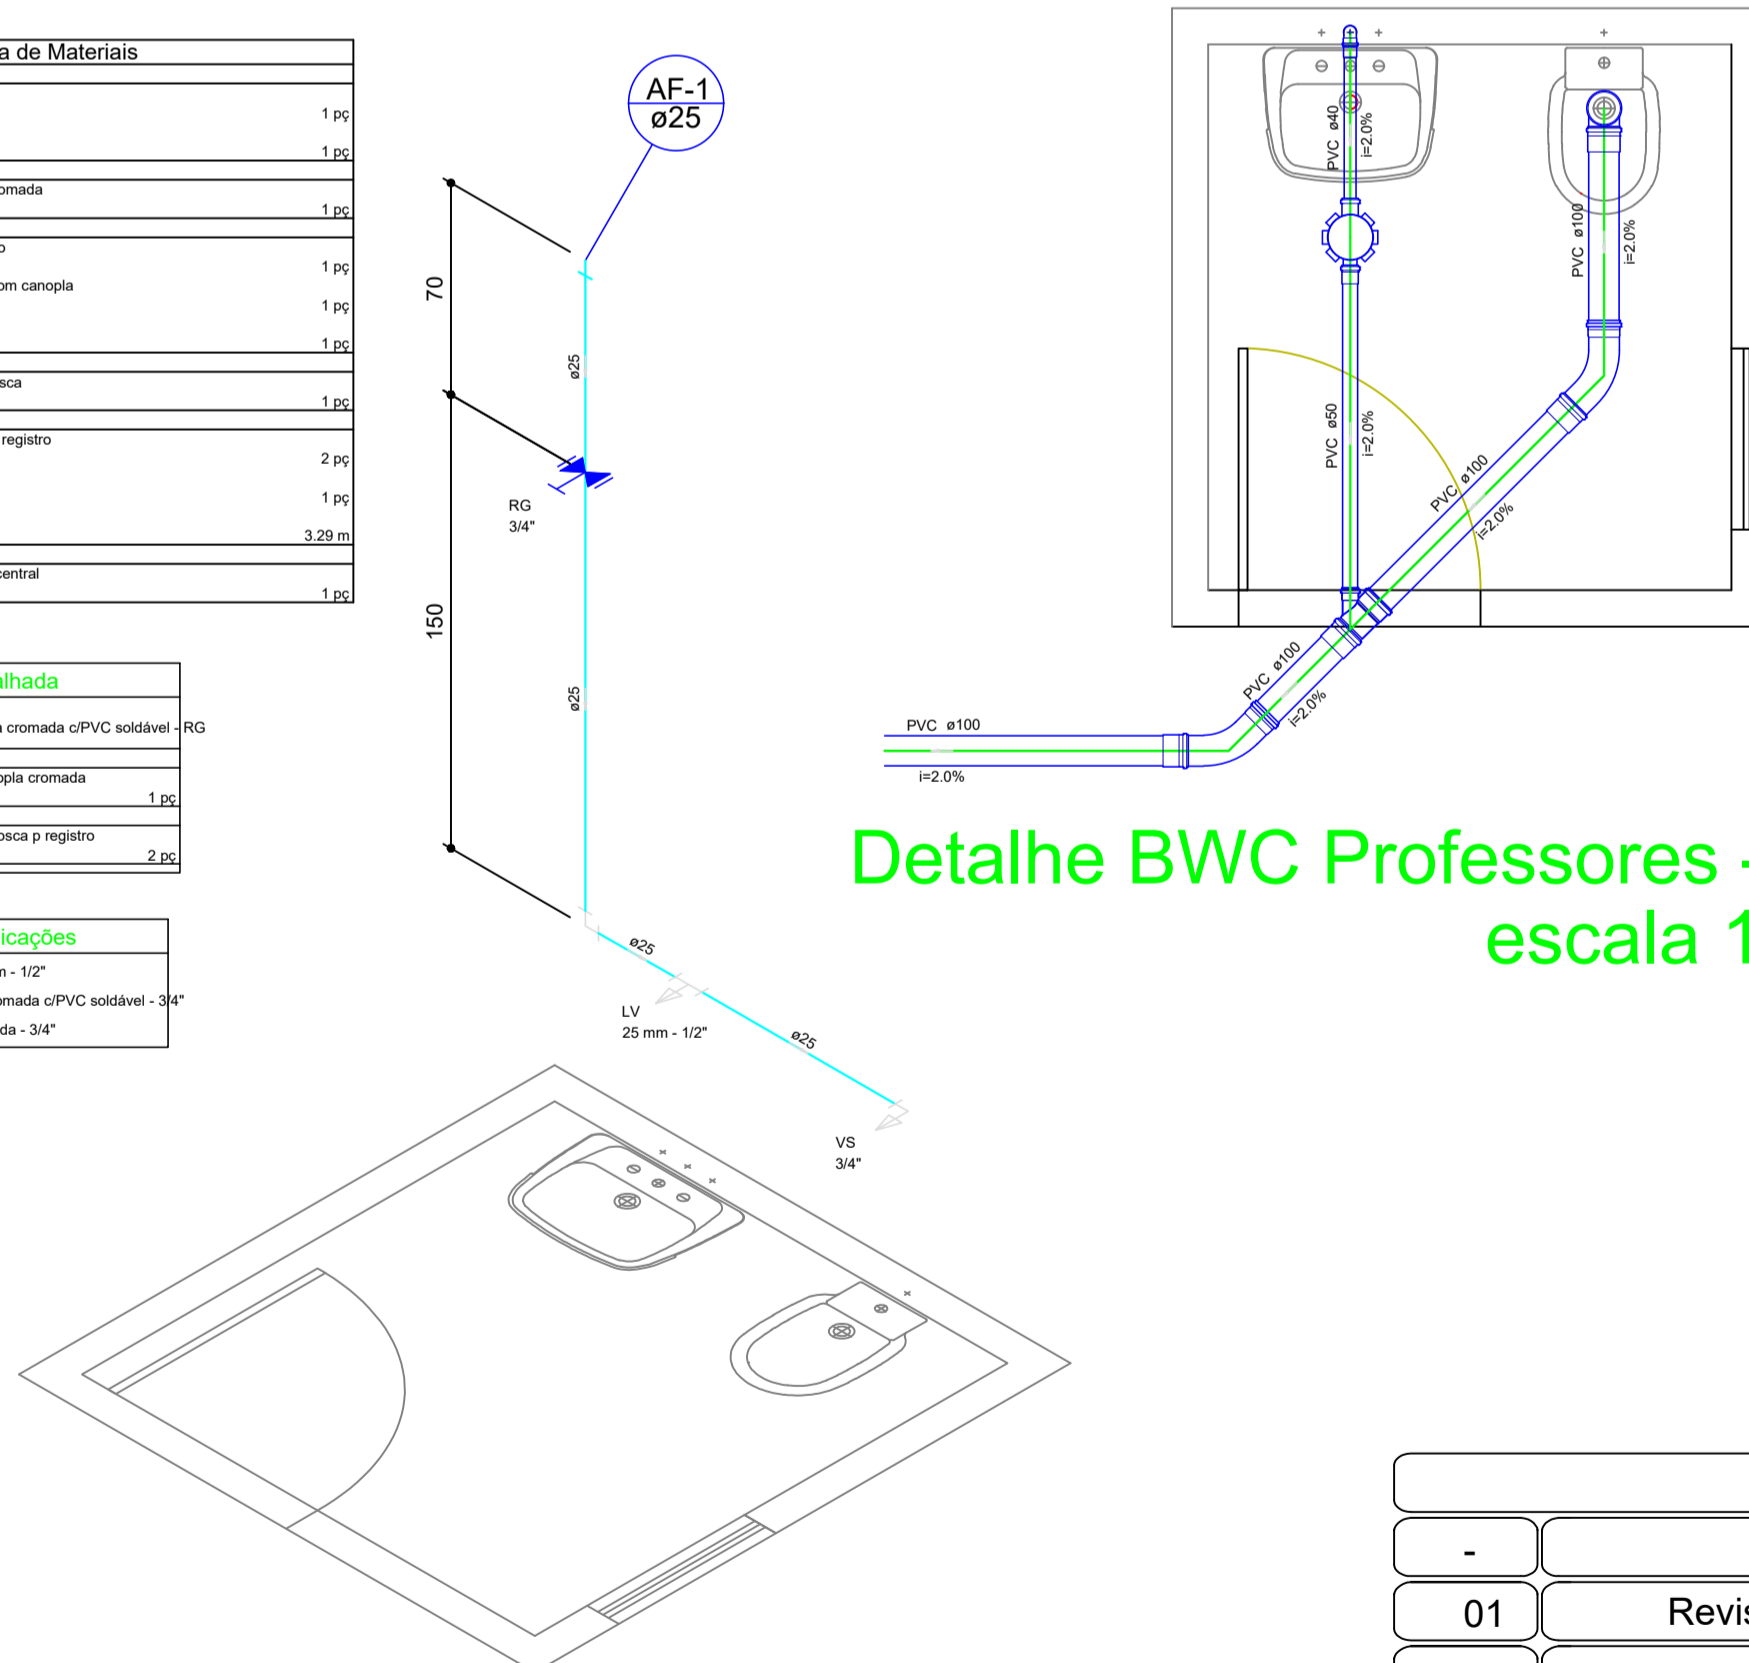 a de Materiais
1 pç
1 pç
omada
1 pç
o
1 pç
om canopla
1 pç
1 pç
sca
1 pç
registro
2 pç
1 pç
3.29 m
central
1 pç
alhada
a cromada c/PVC soldável - RG
opla cromada
1 pç
osca p registro
2 pç
icações
m - 1/2"
omada c/PVC soldável - 3/4"
da - 3/4"
AF-1
ø25
70
150
ø25
ø25
RG
3/4"
ø25
LV
25 mm - 1/2"
ø25
VS
3/4"
PVC ø40
i=2.0%
PVC ø100
i=2.0%
PVC ø50
i=2.0%
PVC ø100
i=2.0%
PVC ø100
i=2.0%
PVC ø100
i=2.0%
Detalhe BWC Professores -
escala 1
-
01
Revis